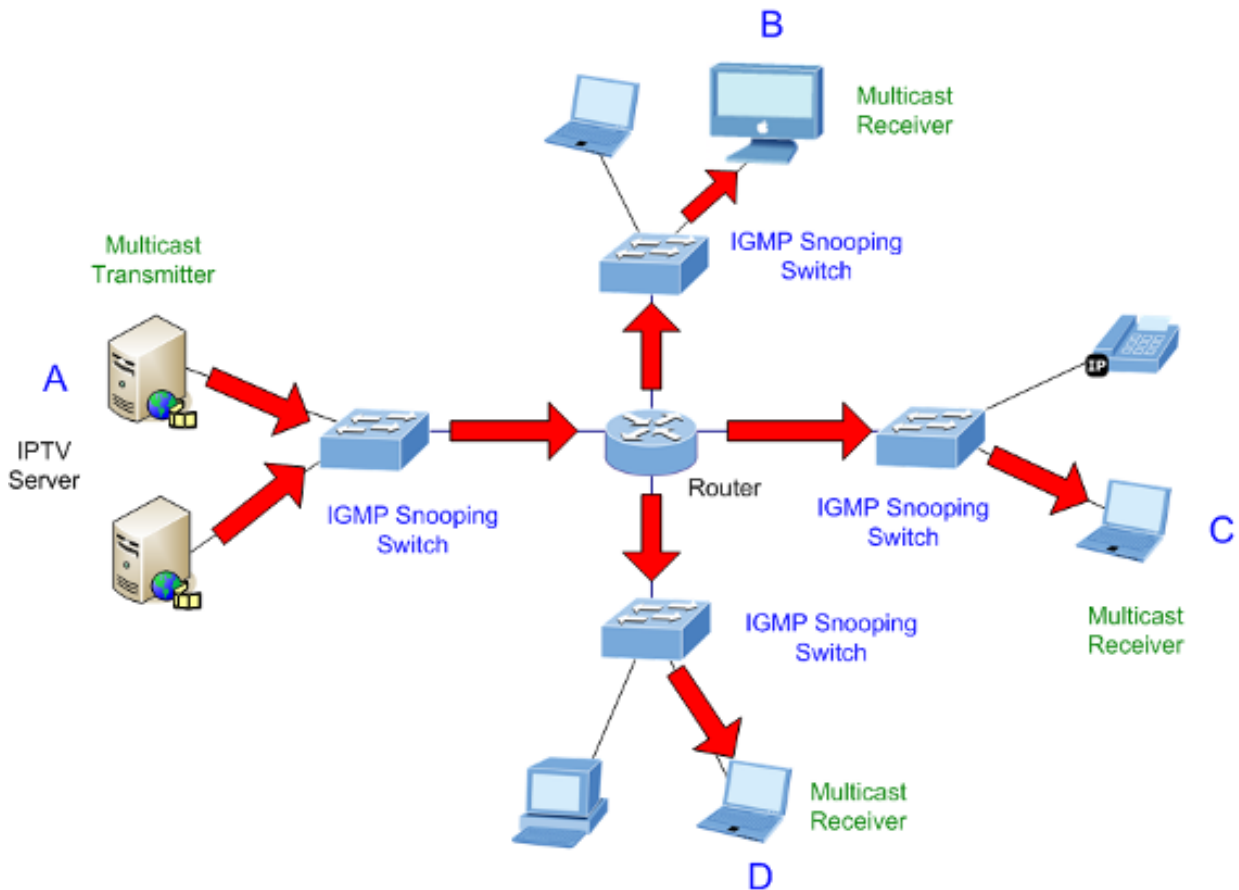 B
Multicast
Receiver
IGMP Snooping
Switch
Multicast
Transmitter
A
IPTV
Server
IGMP Snooping
Switch
Router
IP
IGMP Snooping
Switch
C
Multicast
Receiver
IGMP Snooping
Switch
Multicast
Receiver
D